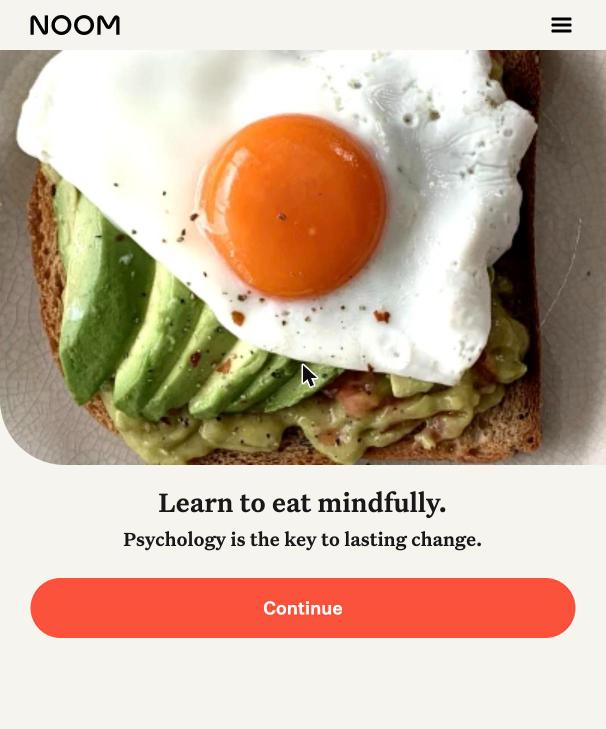 NOOM
Learn to eat mindfully.
Psychology is the key to lasting change.
Continue